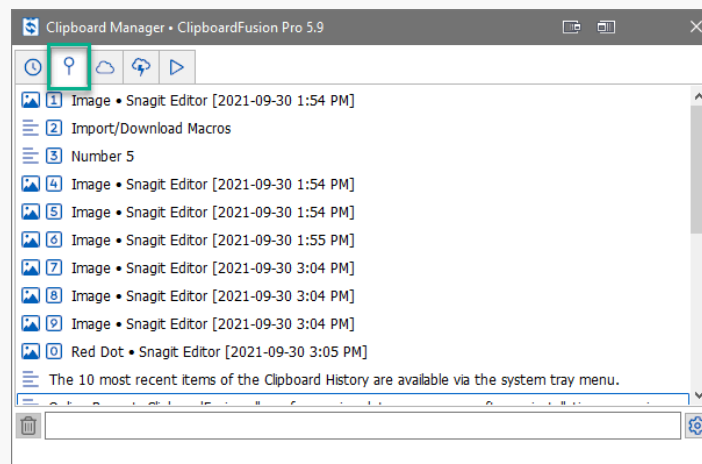 Clipboard Manager • ClipboardFusion Pro 5.9
1 Image • Snagit Editor [2021-09-30 1:54 PM]
2 Import/Download Macros
3 Number 5
4 Image • Snagit Editor [2021-09-30 1:54 PM]
5 Image • Snagit Editor [2021-09-30 1:54 PM]
6 Image • Snagit Editor [2021-09-30 1:55 PM]
7 Image • Snagit Editor [2021-09-30 3:04 PM]
8 Image • Snagit Editor [2021-09-30 3:04 PM]
9 Image • Snagit Editor [2021-09-30 3:04 PM]
0 Red Dot • Snagit Editor [2021-09-30 3:05 PM]
The 10 most recent items of the Clipboard History are available via the system tray menu.